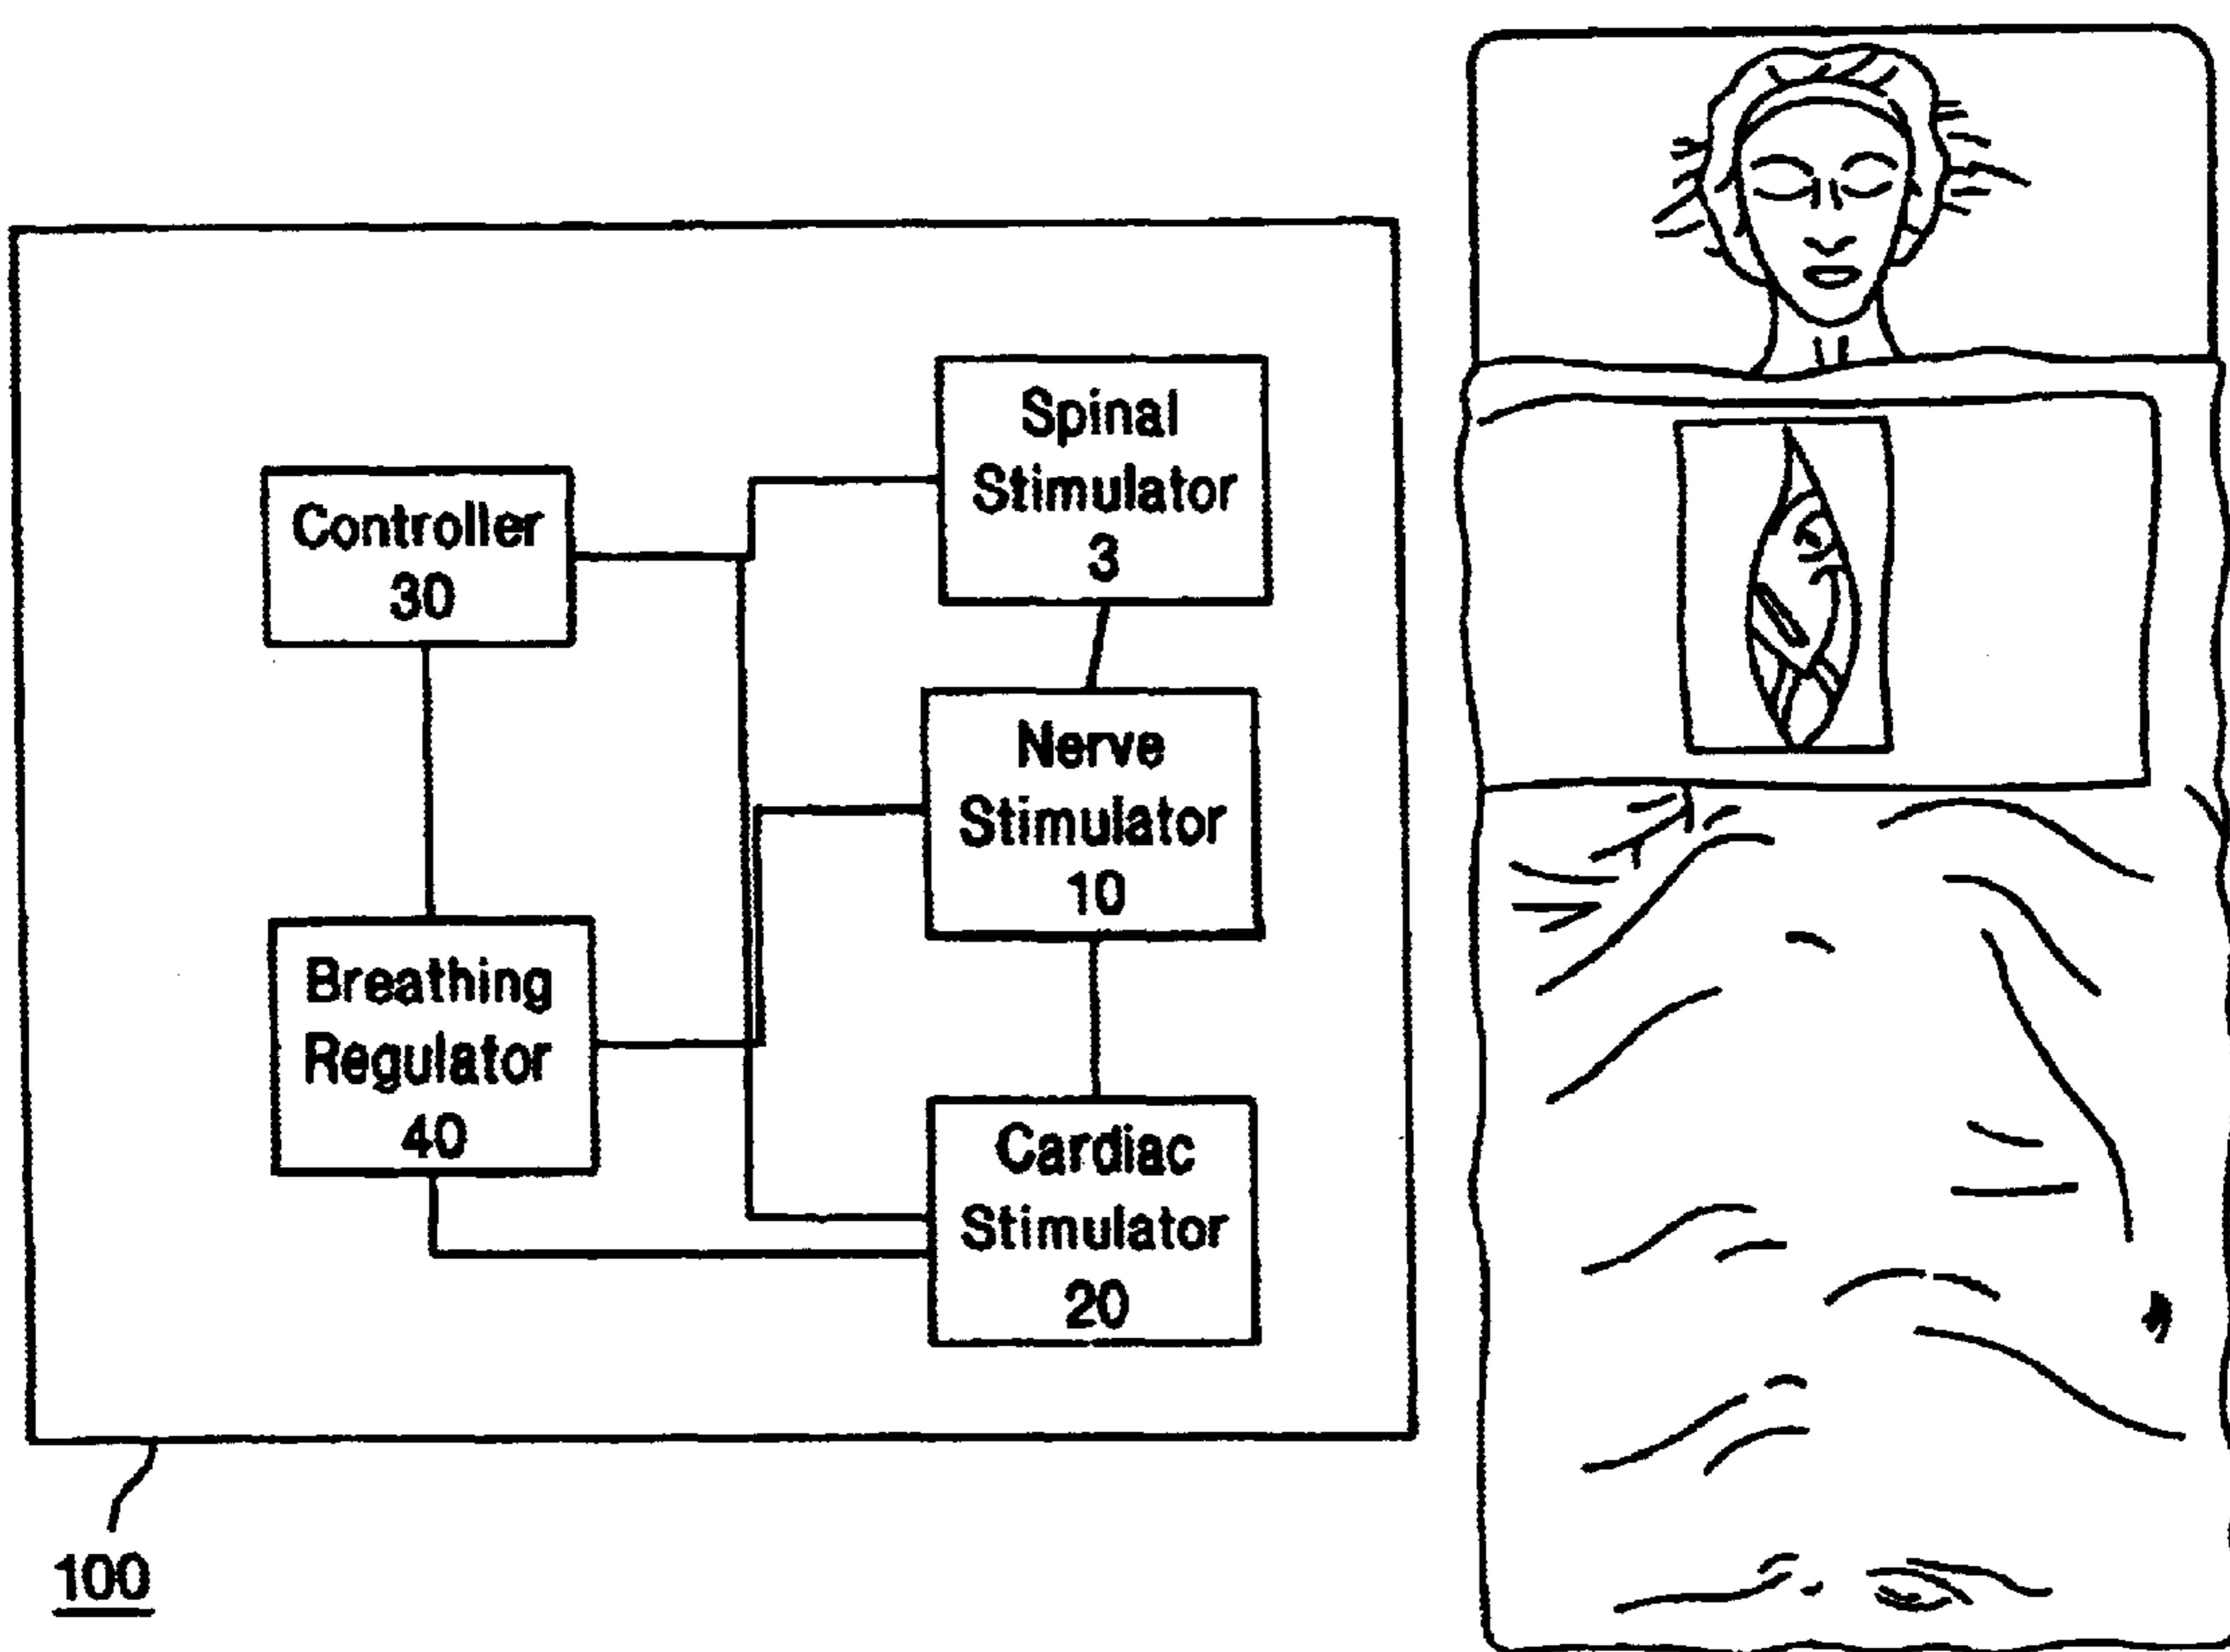 Spinal
Stimulator
3
Controller
30
Nerve
Stimulator
10
Breathing
Regulator
40
Cardiac
Stimulator
20
100